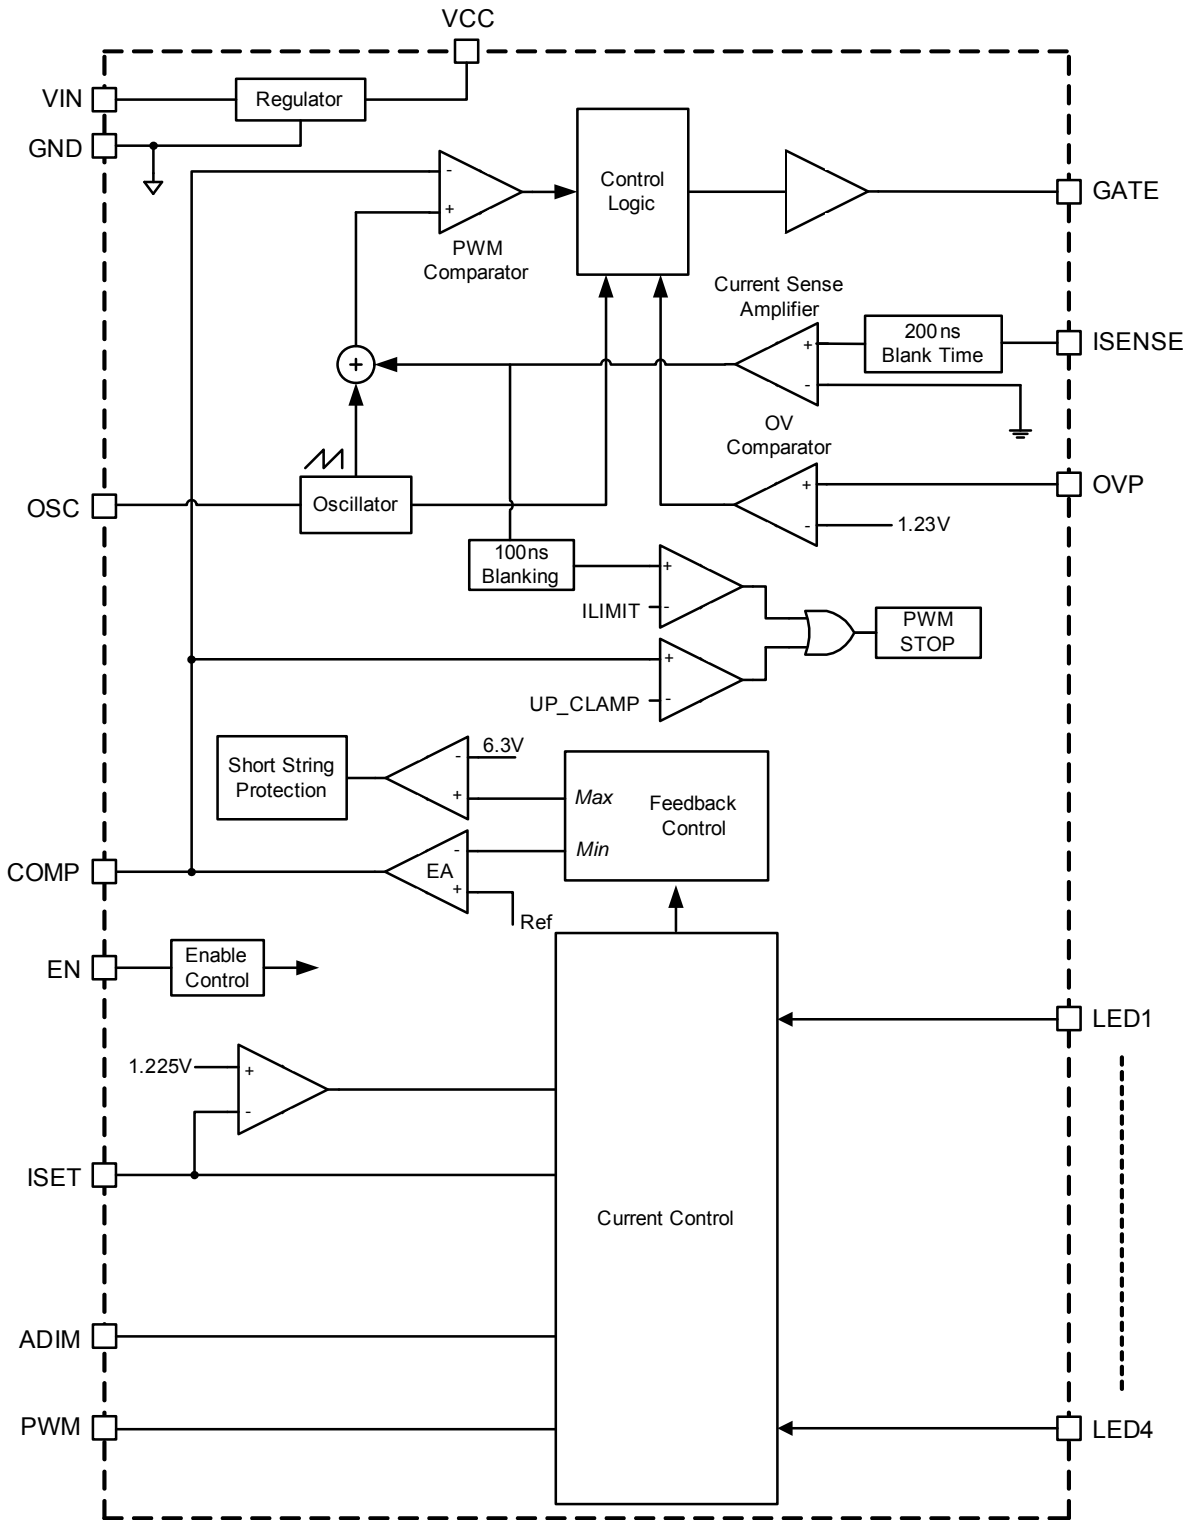 VCC
VIN
Regulator
GND
-
+
PWM
Comparator
Control
Logic
GATE
Current Sense
Amplifier
+
-
200ns
Blank Time
ISENSE
+
OV
Comparator
+
-
1.23V
OVP
OSC
Oscillator
100ns
Blanking
+
-
ILIMIT
PWM
STOP
+
-
UP_CLAMP
Short String
Protection
-
+
6.3V
Max
Min
Feedback
Control
COMP
EA
-
+
Ref
EN
Enable
Control
LED1
1.225V
+
-
ISET
Current Control
ADIM
PWM
LED4